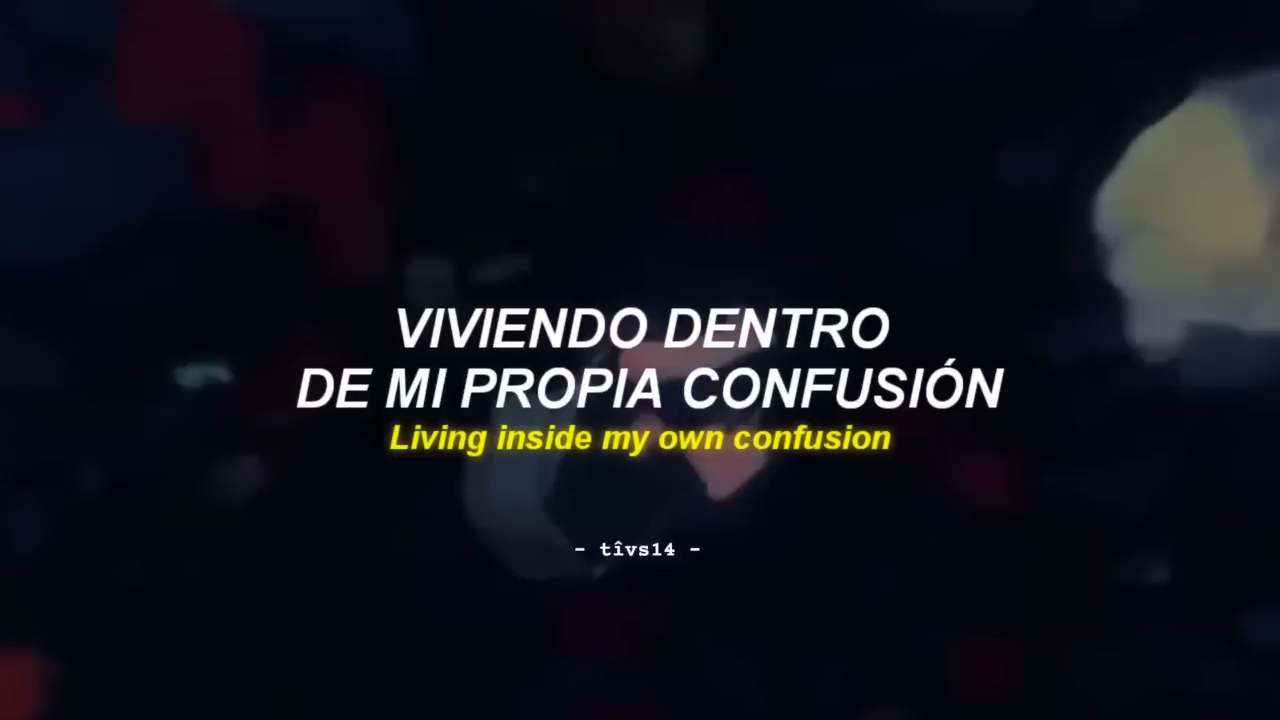 VIVIENDO DENTRO
DE MI PROPIA CONFUSIÓN
Living inside my own confusion
- tîvs14 -